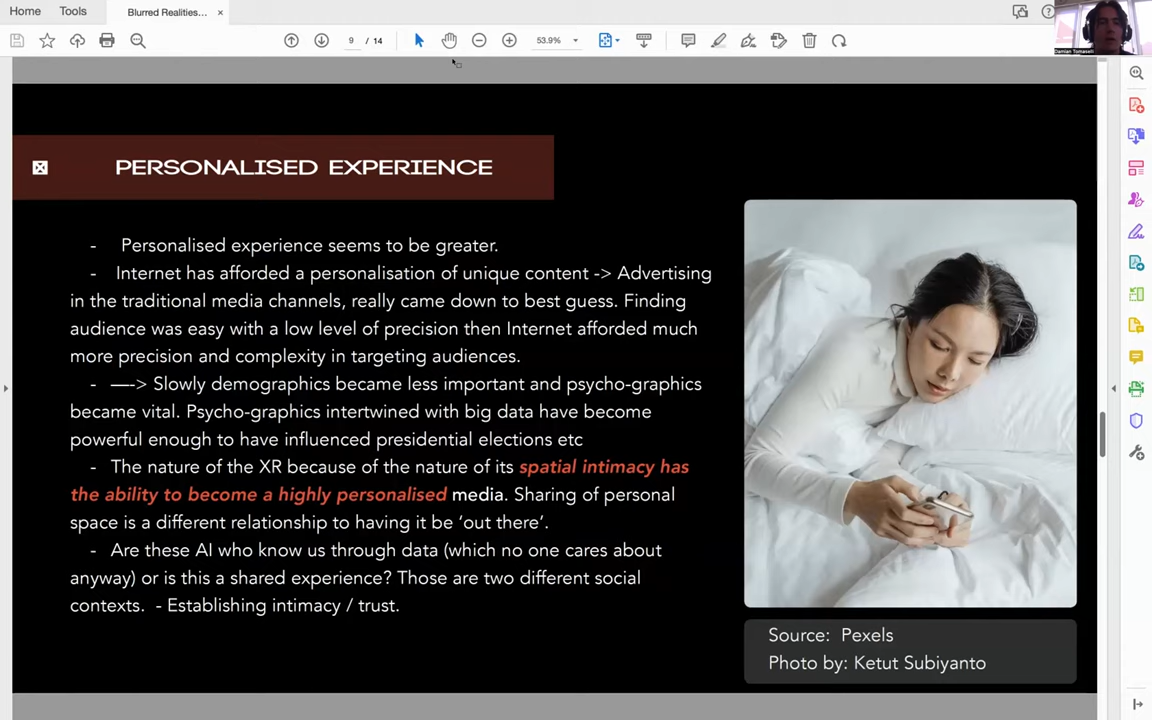 Home
Tools
Blurred Realities...
×
9 / 14
53.9%
Damian Tomaselli
PERSONALISED EXPERIENCE
- Personalised experience seems to be greater.
- Internet has afforded a personalisation of unique content -> Advertising
in the traditional media channels, really came down to best guess. Finding
audience was easy with a low level of precision then Internet afforded much
more precision and complexity in targeting audiences.
- —-> Slowly demographics became less important and psycho-graphics
became vital. Psycho-graphics intertwined with big data have become
powerful enough to have influenced presidential elections etc
- The nature of the XR because of the nature of its spatial intimacy has
the ability to become a highly personalised media. Sharing of personal
space is a different relationship to having it be ‘out there’.
- Are these AI who know us through data (which no one cares about
anyway) or is this a shared experience? Those are two different social
contexts. - Establishing intimacy / trust.
Source: Pexels
Photo by: Ketut Subiyanto